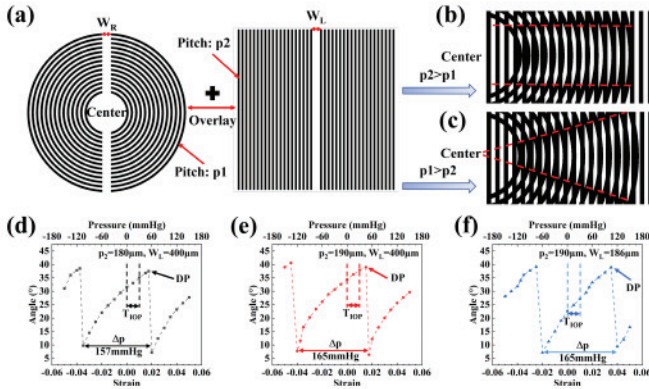 (a)
W_R
W_L
Pitch: p2
Center
Overlay
Pitch: p1
p2>p1
p1>p2
(b)
Center
(c)
Center
(d)
Pressure (mmHg)
-180 -120 -60 0 60 120 180
p₂=180μm, W_L=400μm
DP
T_IOP
Δp
157mmHg
Angle (°)
45
40
35
30
25
20
15
10
5
-0.06 -0.04 -0.02 0.00 0.02 0.04 0.06
Strain
(e)
Pressure (mmHg)
-180 -120 -60 0 60 120 180
p₂=190μm, W_L=400μm
DP
T_IOP
Δp
165mmHg
Angle (°)
45
40
35
30
25
20
15
10
5
-0.06 -0.04 -0.02 0.00 0.02 0.04 0.06
Strain
(f)
Pressure (mmHg)
-180 -120 -60 0 60 120 180
p₂=190μm, W_L=186μm
DP
T_IOP
Δp
165mmHg
Angle (°)
45
40
35
30
25
20
15
10
5
-0.06 -0.04 -0.02 0.00 0.02 0.04 0.06
Strain